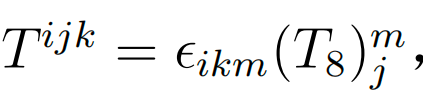 $T^{ijk} = \epsilon_{ikm}(T_8)^m_j,$